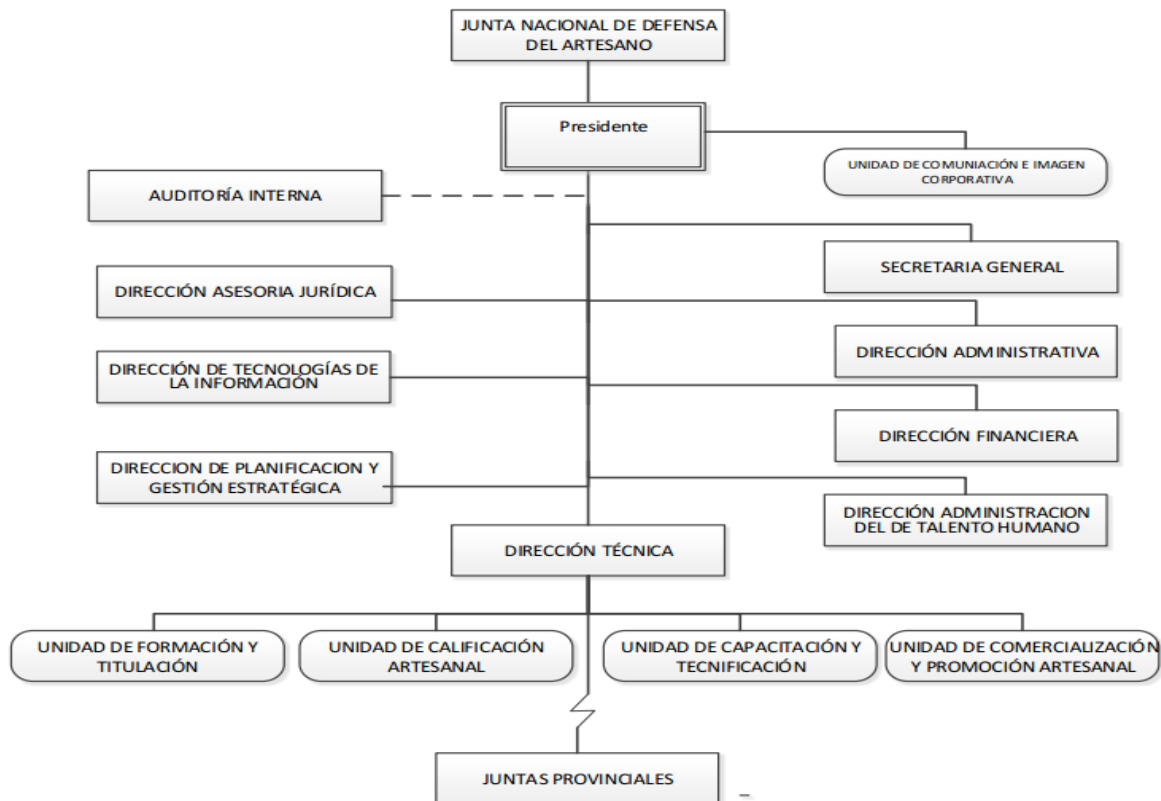 JUNTA NACIONAL DE DEFENSA
DEL ARTESANO
Presidente
UNIDAD DE COMUNIACIÓN E IMAGEN
CORPORATIVA
AUDITORÍA INTERNA
SECRETARIA GENERAL
DIRECCIÓN ASESORIA JURÍDICA
DIRECCIÓN ADMINISTRATIVA
DIRECCIÓN DE TECNOLOGÍAS DE
LA INFORMACIÓN
DIRECCIÓN FINANCIERA
DIRECCION DE PLANIFICACION Y
GESTIÓN ESTRATÉGICA
DIRECCIÓN ADMINISTRACION
DEL DE TALENTO HUMANO
DIRECCIÓN TÉCNICA
UNIDAD DE FORMACIÓN Y
TITULACIÓN
UNIDAD DE CALIFICACIÓN
ARTESANAL
UNIDAD DE CAPACITACIÓN Y
TECNIFICACIÓN
UNIDAD DE COMERCIALIZACIÓN
Y PROMOCIÓN ARTESANAL
JUNTAS PROVINCIALES